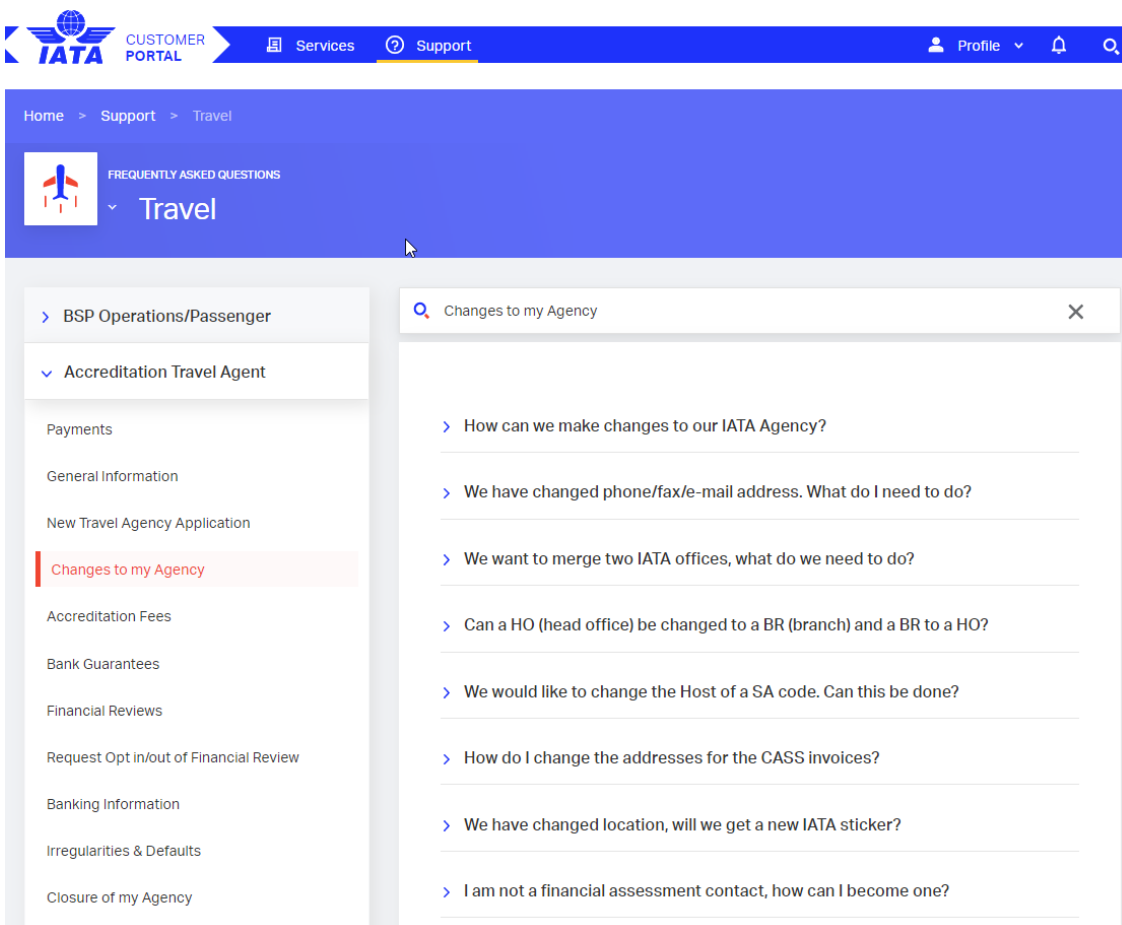 IATA
CUSTOMER
PORTAL
Services
Support
Profile
Home > Support > Travel
FREQUENTLY ASKED QUESTIONS
Travel
BSP Operations/Passenger
Accreditation Travel Agent
Payments
General Information
New Travel Agency Application
Changes to my Agency
Accreditation Fees
Bank Guarantees
Financial Reviews
Request Opt in/out of Financial Review
Banking Information
Irregularities & Defaults
Closure of my Agency
Changes to my Agency
How can we make changes to our IATA Agency?
We have changed phone/fax/e-mail address. What do I need to do?
We want to merge two IATA offices, what do we need to do?
Can a HO (head office) be changed to a BR (branch) and a BR to a HO?
We would like to change the Host of a SA code. Can this be done?
How do I change the addresses for the CASS invoices?
We have changed location, will we get a new IATA sticker?
I am not a financial assessment contact, how can I become one?